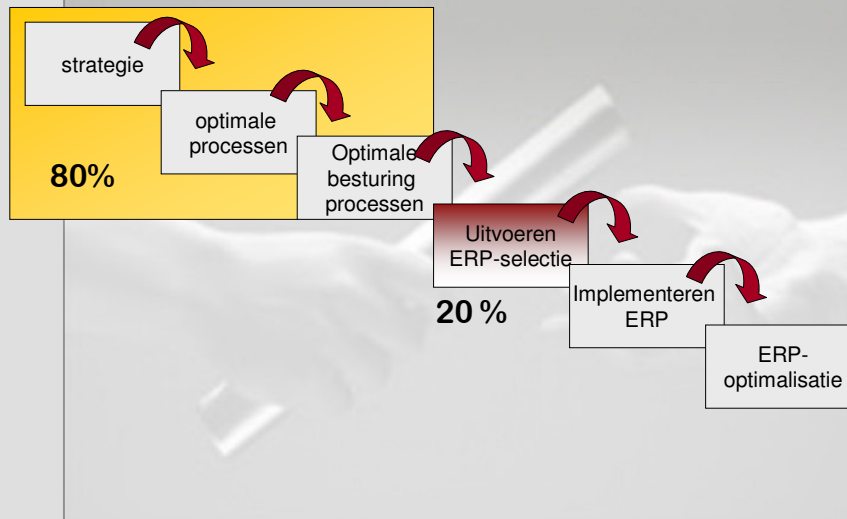 strategie
optimale
processen
80%
Optimale
besturing
processen
Uitvoeren
ERP-selectie
20 %
Implementeren
ERP
ERP-
optimalisatie